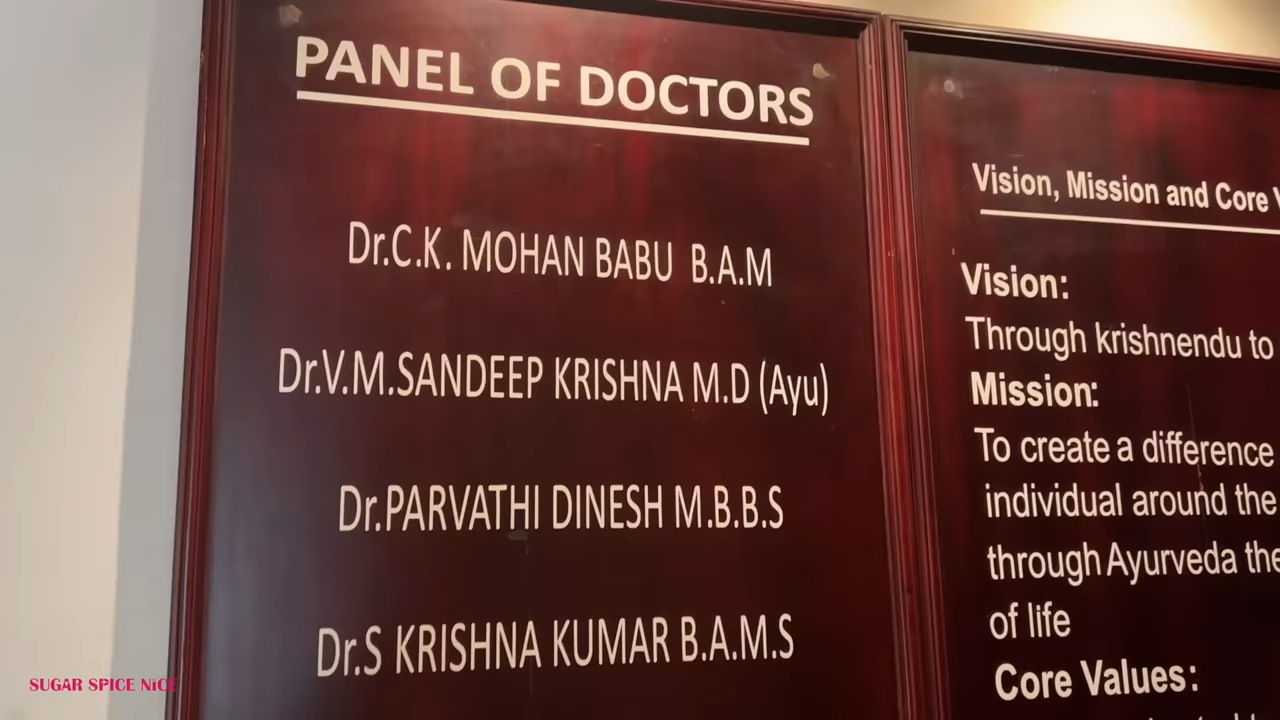 PANEL OF DOCTORS
Dr.C.K. MOHAN BABU B.A.M
Dr.V.M.SANDEEP KRISHNA M.D (Ayu)
Dr.PARVATHI DINESH M.B.B.S
Dr.S KRISHNA KUMAR B.A.M.S
Vision, Mission and Core
Vision:
Through krishnendu to
Mission:
To create a difference
individual around the
through Ayurveda the
of life
Core Values:
SUGAR SPICE NiCE